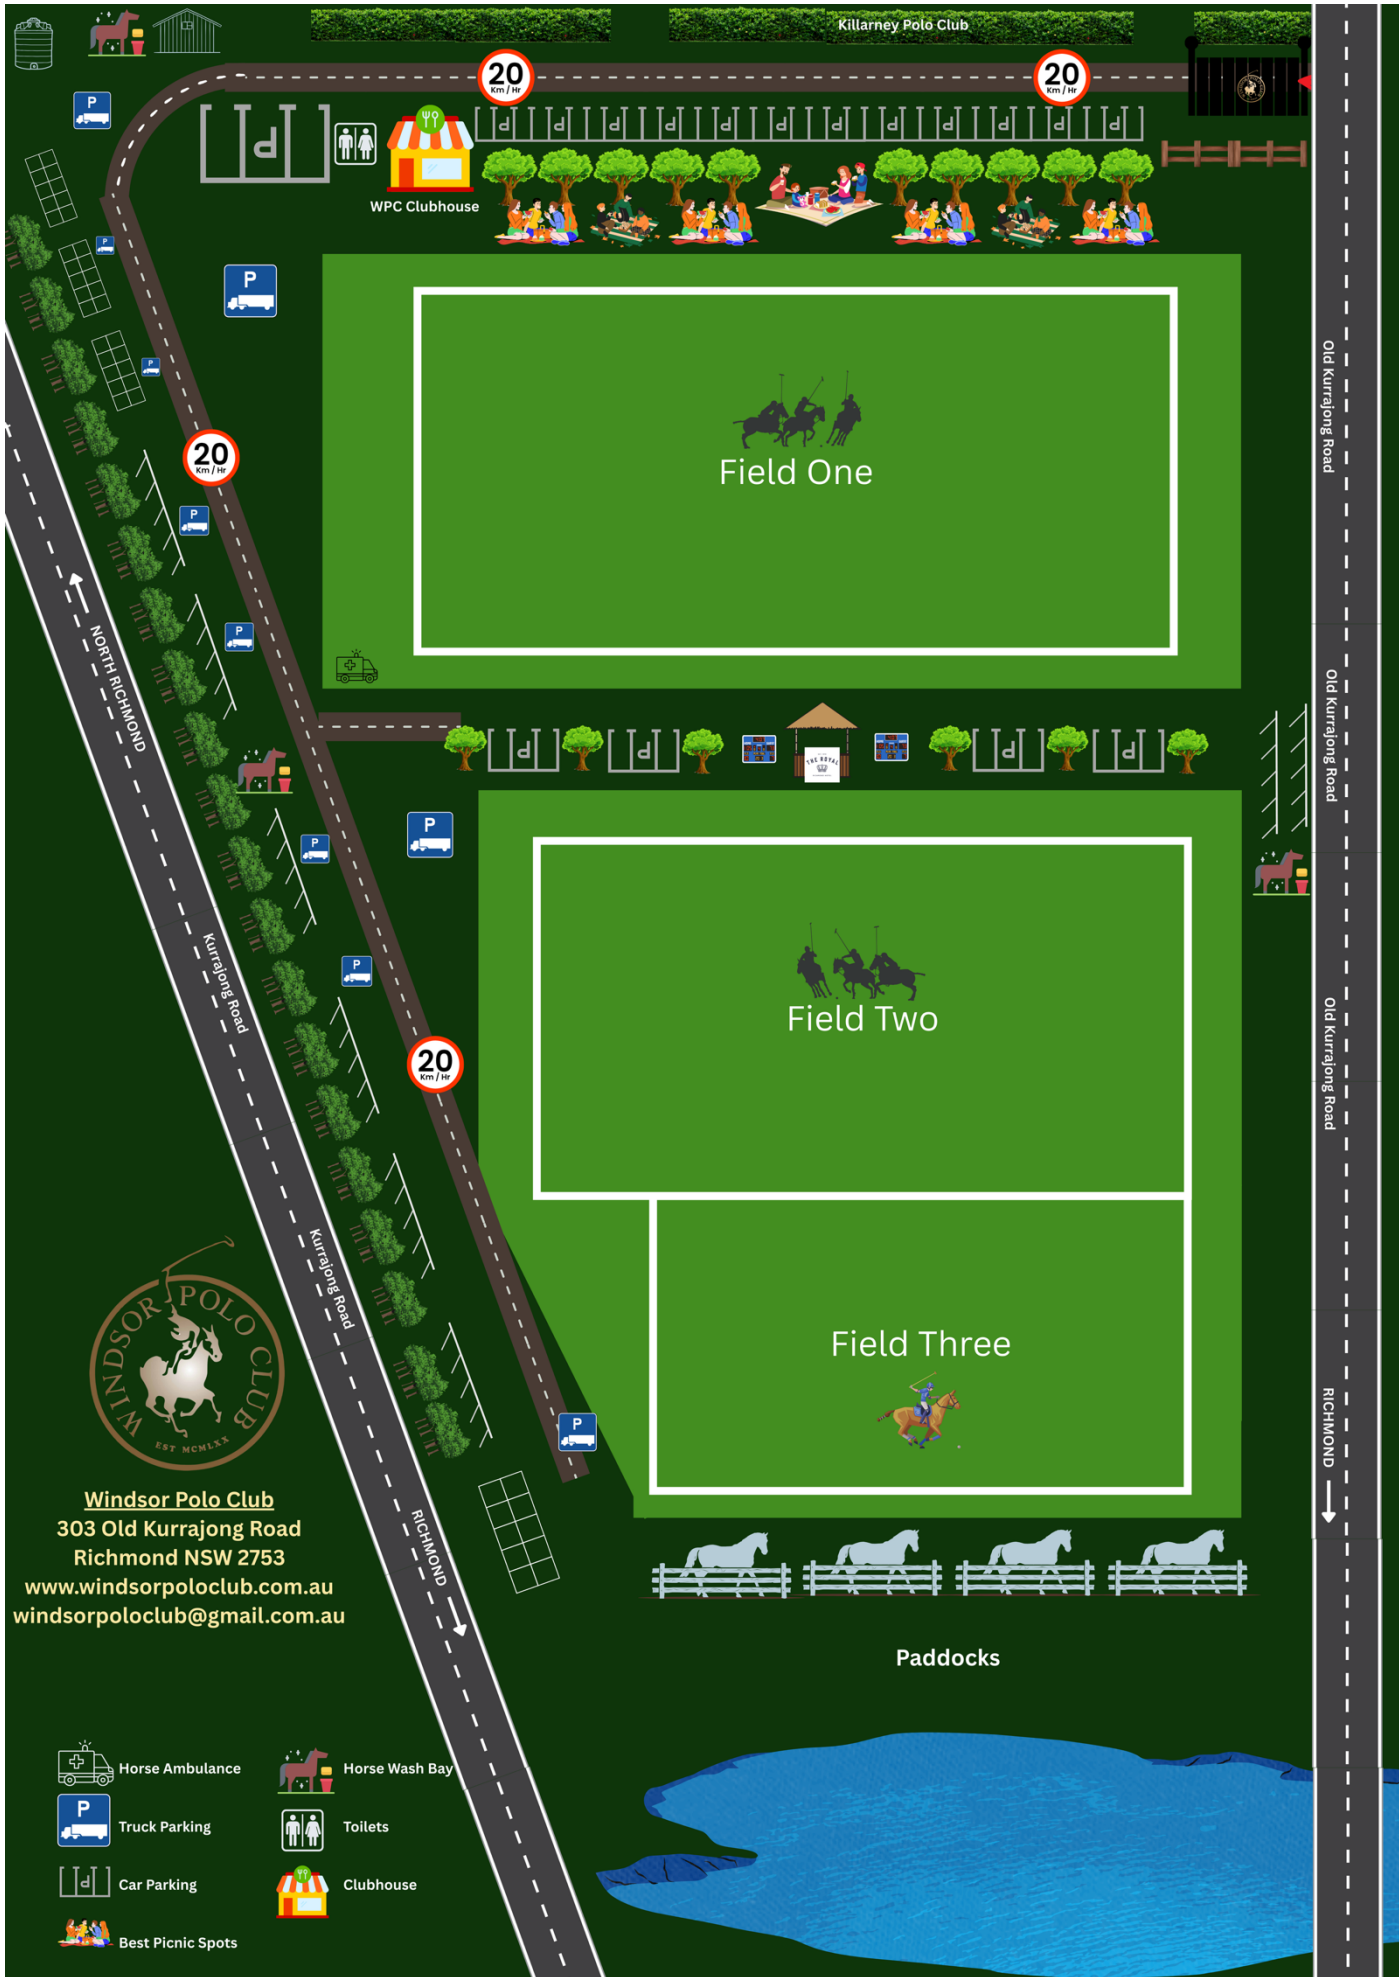 Killarney Polo Club
20
Km / Hr
20
Km / Hr
P
P
WPC Clubhouse
P
P
P
Old Kurrajong Road
20
Km / Hr
Field One
P
P
NORTH RICHMOND
Old Kurrajong Road
THE ROYAL
P
P
Kurrajong Road
P
Field Two
Old Kurrajong Road
20
Km / Hr
Kurrajong Road
WINDSOR POLO CLUB
EST MCMLXX
Field Three
RICHMOND
P
Windsor Polo Club
303 Old Kurrajong Road
Richmond NSW 2753
www.windsorpoloclub.com.au
windsorpoloclub@gmail.com.au
RICHMOND
Paddocks
Horse Ambulance
Horse Wash Bay
P
Truck Parking
Toilets
P
Car Parking
Clubhouse
Best Picnic Spots